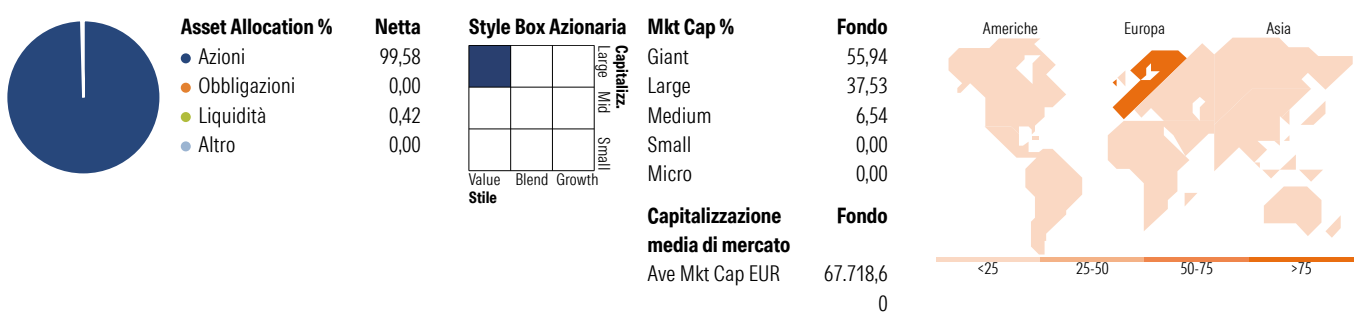 Asset Allocation % Netta
Azioni 99,58
Obbligazioni 0,00
Liquidità 0,42
Altro 0,00
Style Box Azionaria
Capitalizz.
Large
Mid
Small
Value Blend Growth
Stile
Mkt Cap % Fondo
Giant 55,94
Large 37,53
Medium 6,54
Small 0,00
Micro 0,00
Capitalizzazione Fondo
media di mercato
Ave Mkt Cap EUR 67.718,6
0
Americhe Europa Asia
<25 25-50 50-75 >75